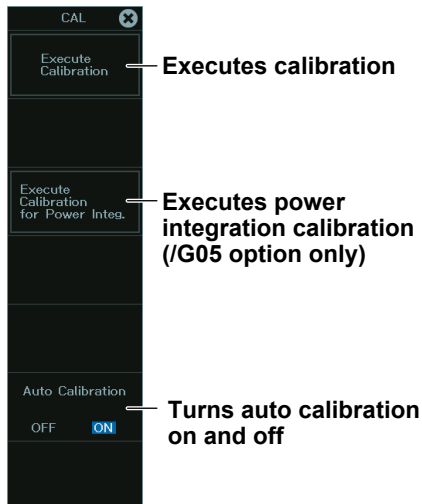 CAL
Execute
Calibration
Executes calibration
Execute
Calibration
for Power Integ.
Executes power
integration calibration
(/G05 option only)
Auto Calibration
OFF ON
Turns auto calibration
on and off